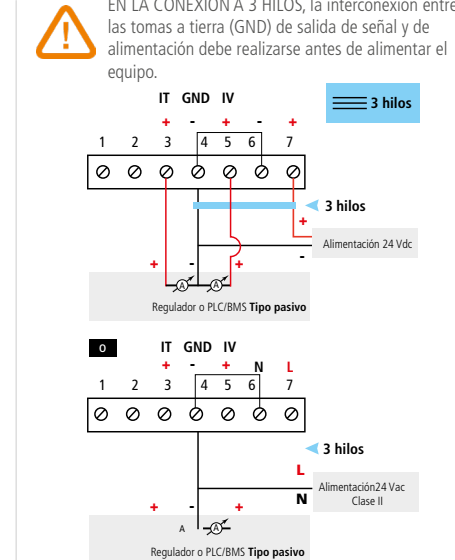 EN LA CONEXIÓN A 3 HILOS, la interconexión entre
las tomas a tierra (GND) de salida de señal y de
alimentación debe realizarse antes de alimentar el
equipo.
IT GND IV
3 hilos
+ - + - +
1 2 3 4 5 6 7
3 hilos
+
Alimentación 24 Vdc
-
+ - +
A A
Regulador o PLC/BMS Tipo pasivo
o
IT GND IV
+ - + N L
1 2 3 4 5 6 7
3 hilos
L
Alimentación24 Vac
N
Clase II
+ - +
A A
Regulador o PLC/BMS Tipo pasivo